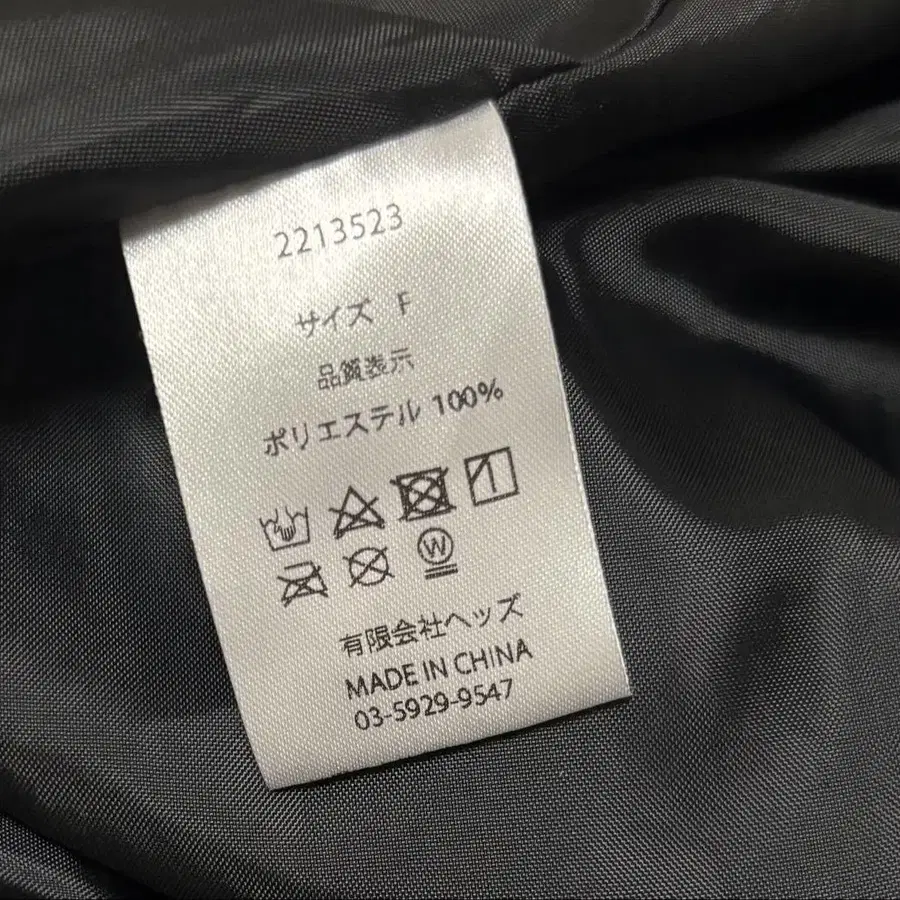 2213523
サイズ F
品質表示
ポリエステル 100%
W
有限会社ヘッズ
MADE IN CHINA
03-5929-9547